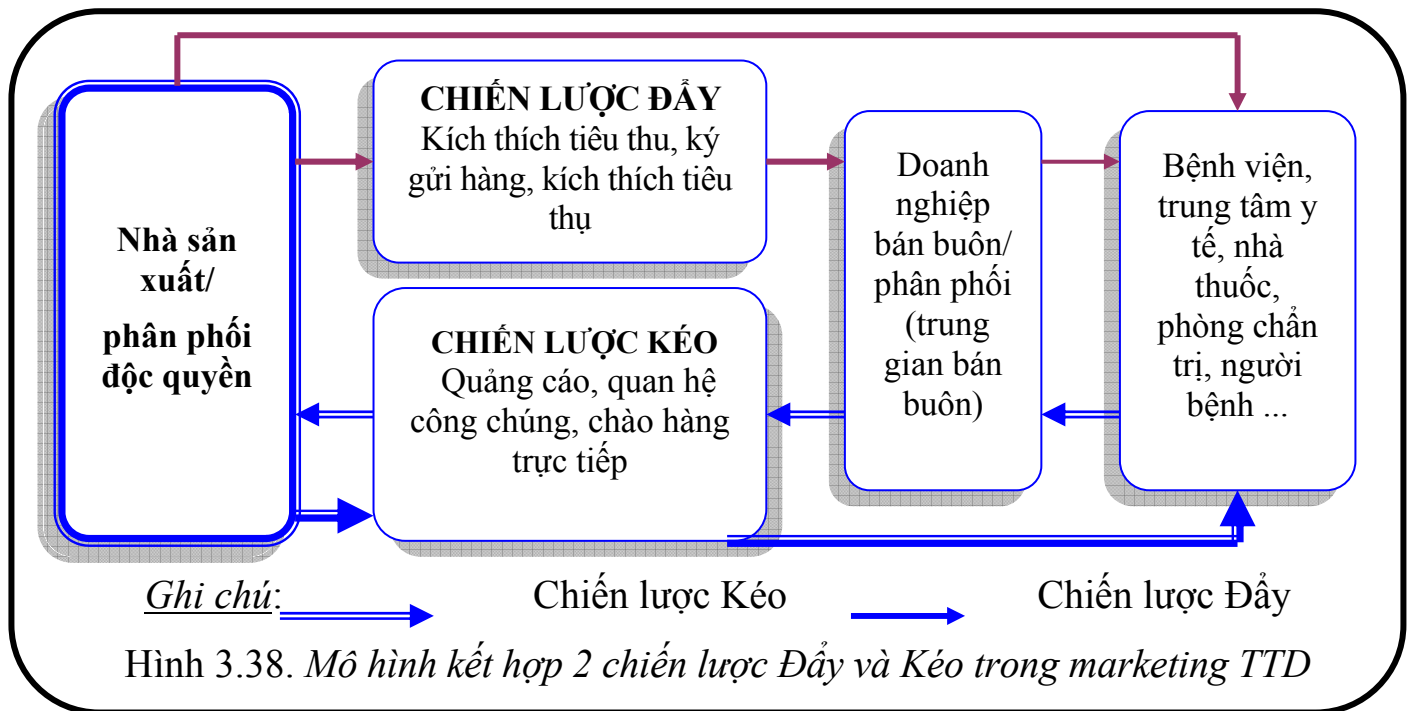 Nhà sản
xuất/
phân phối
độc quyền
CHIẾN LƯỢC ĐẨY
Kích thích tiêu thu, ký
gửi hàng, kích thích tiêu
thụ
CHIẾN LƯỢC KÉO
Quảng cáo, quan hệ
công chúng, chào hàng
trực tiếp
Doanh
nghiệp
bán buôn/
phân phối
(trung
gian bán
buôn)
Bệnh viện,
trung tâm y
tế, nhà
thuốc,
phòng chẩn
trị, người
bệnh ...
Ghi chú: Chiến lược Kéo Chiến lược Đẩy
Hình 3.38. Mô hình kết hợp 2 chiến lược Đẩy và Kéo trong marketing TTD